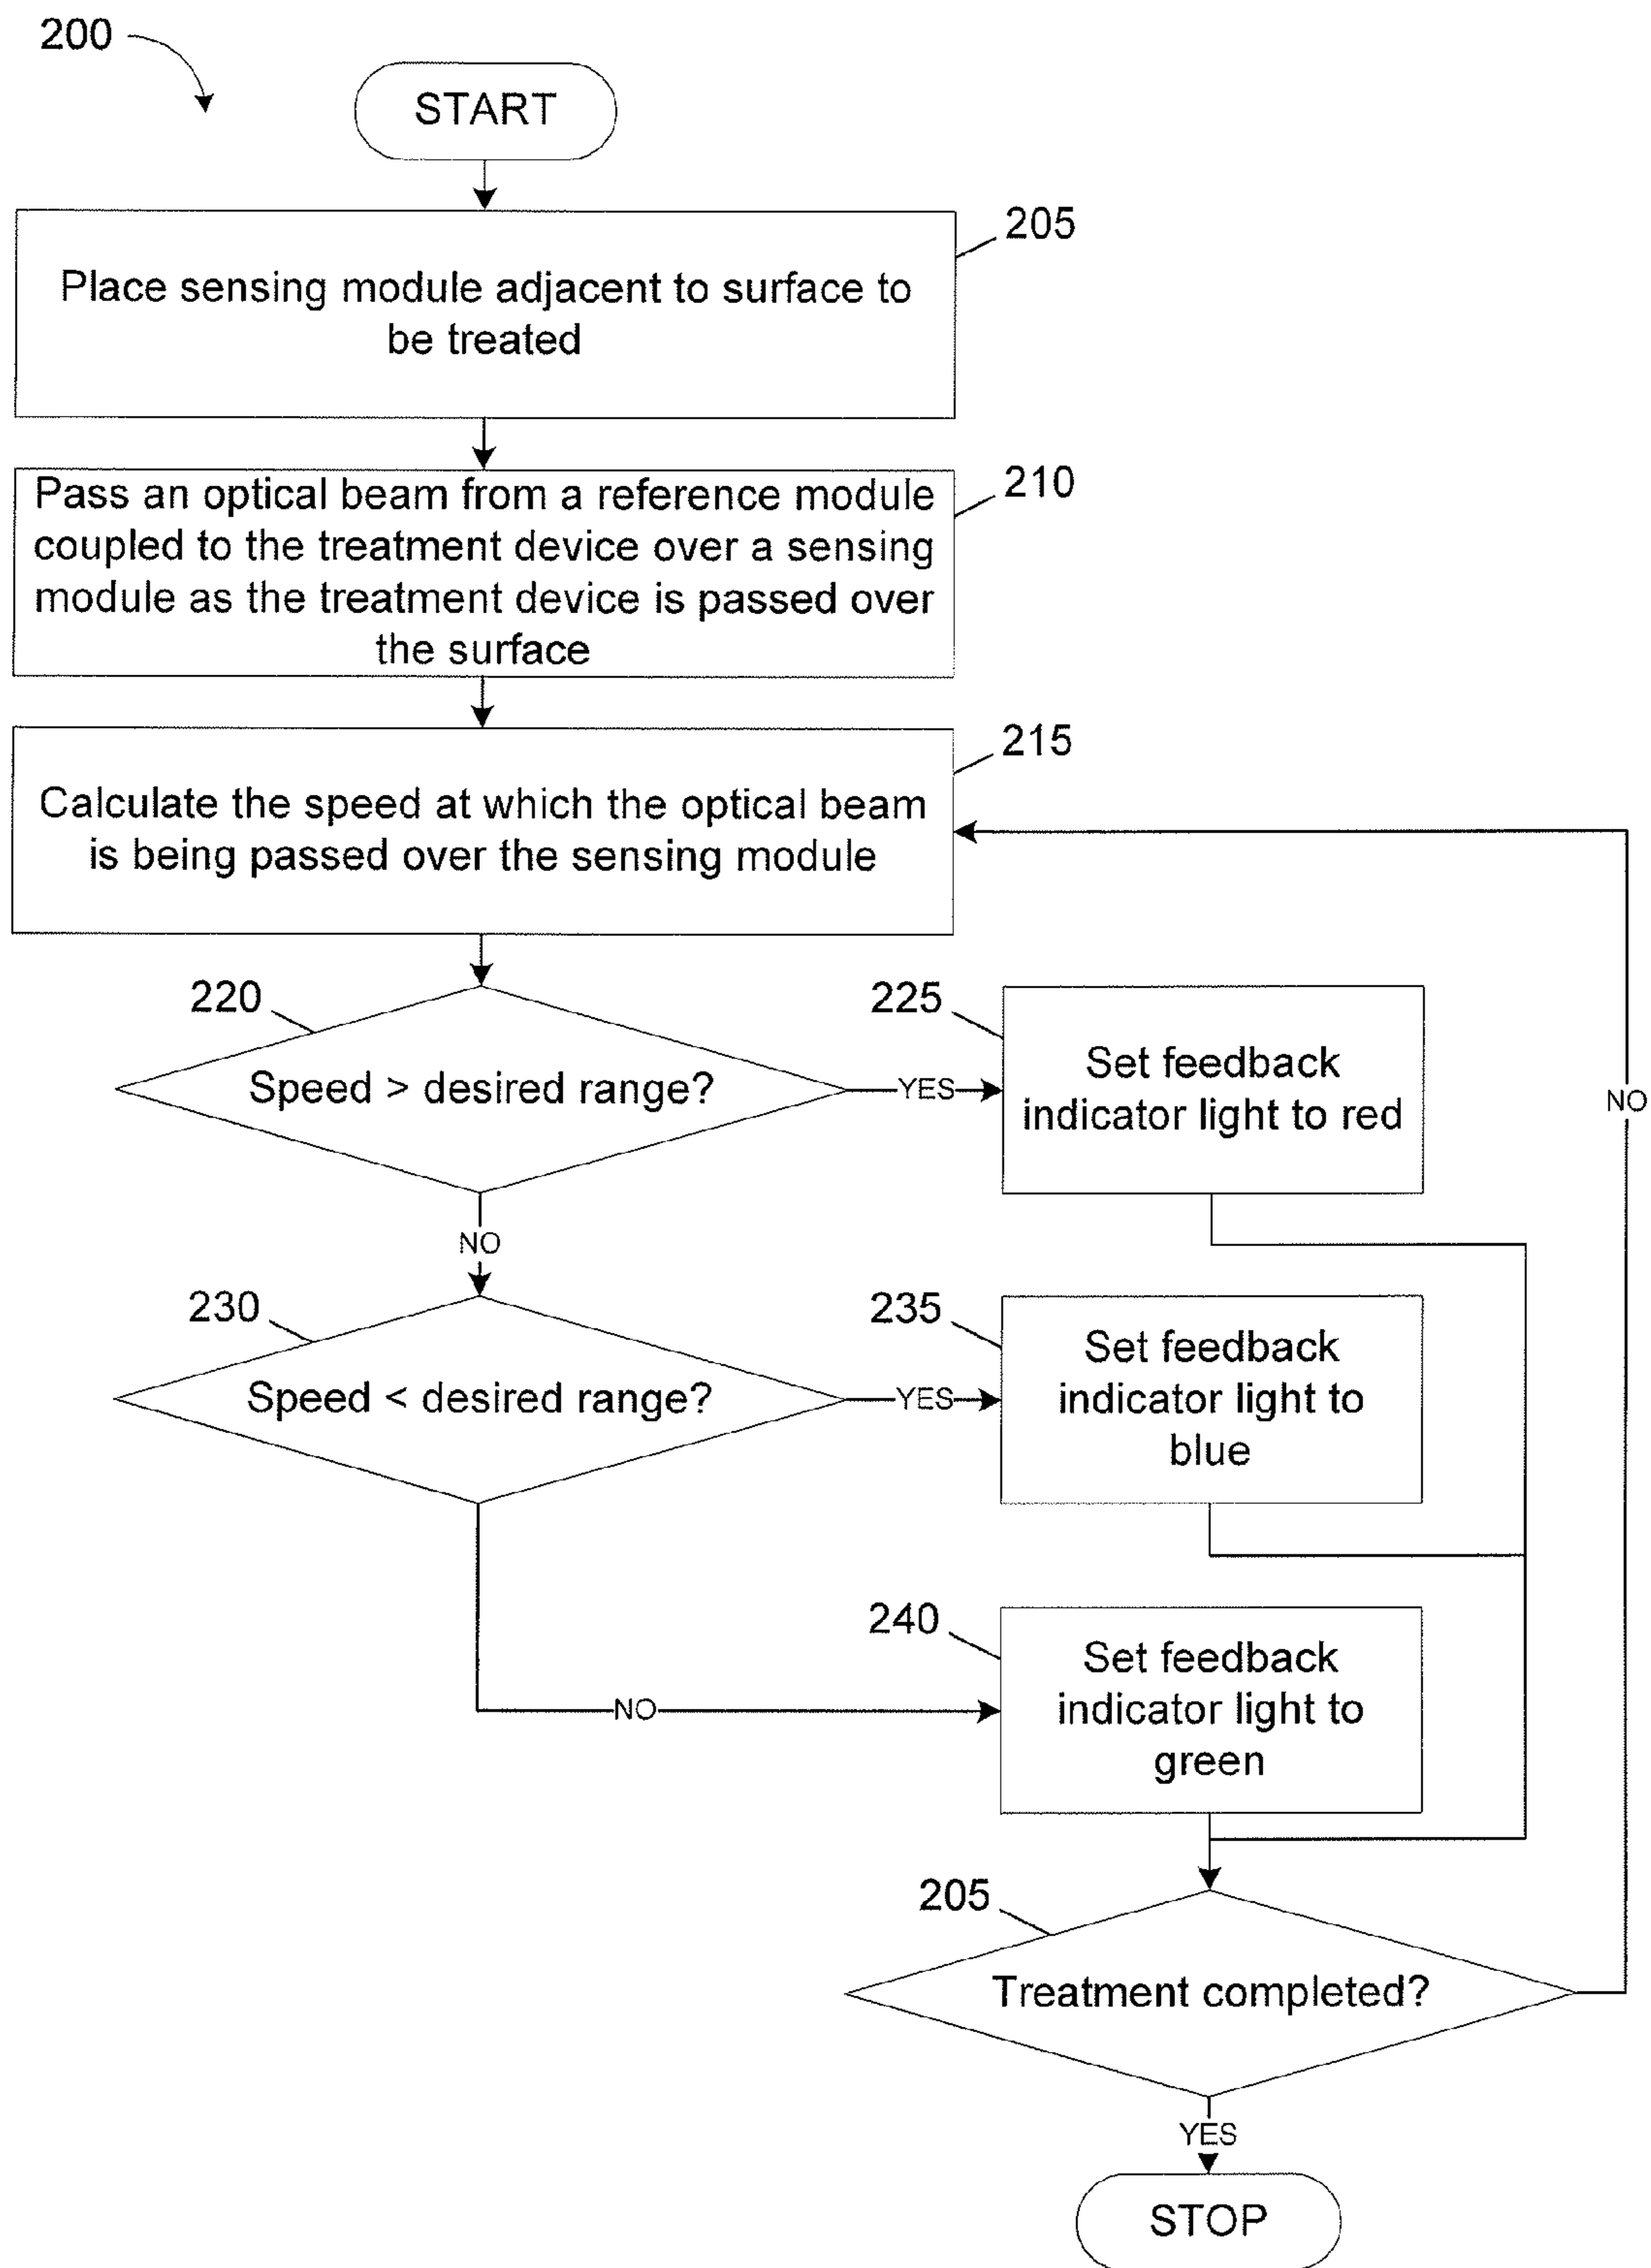 200
START
205
Place sensing module adjacent to surface to
be treated
210
Pass an optical beam from a reference module
coupled to the treatment device over a sensing
module as the treatment device is passed over
the surface
215
Calculate the speed at which the optical beam
is being passed over the sensing module
220
Speed > desired range?
YES
225
Set feedback
indicator light to red
NO
NO
230
Speed < desired range?
YES
235
Set feedback
indicator light to
blue
240
Set feedback
indicator light to
green
NO
205
Treatment completed?
YES
STOP